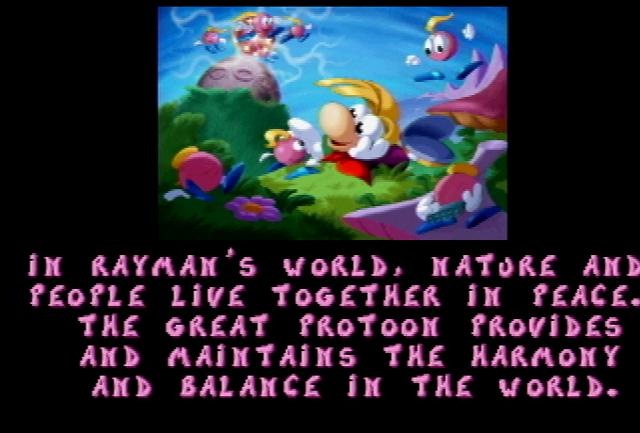 IN RAYMAN'S WORLD, NATURE AND
PEOPLE LIVE TOGETHER IN PEACE.
THE GREAT PROTOON PROVIDES
AND MAINTAINS THE HARMONY
AND BALANCE IN THE WORLD.